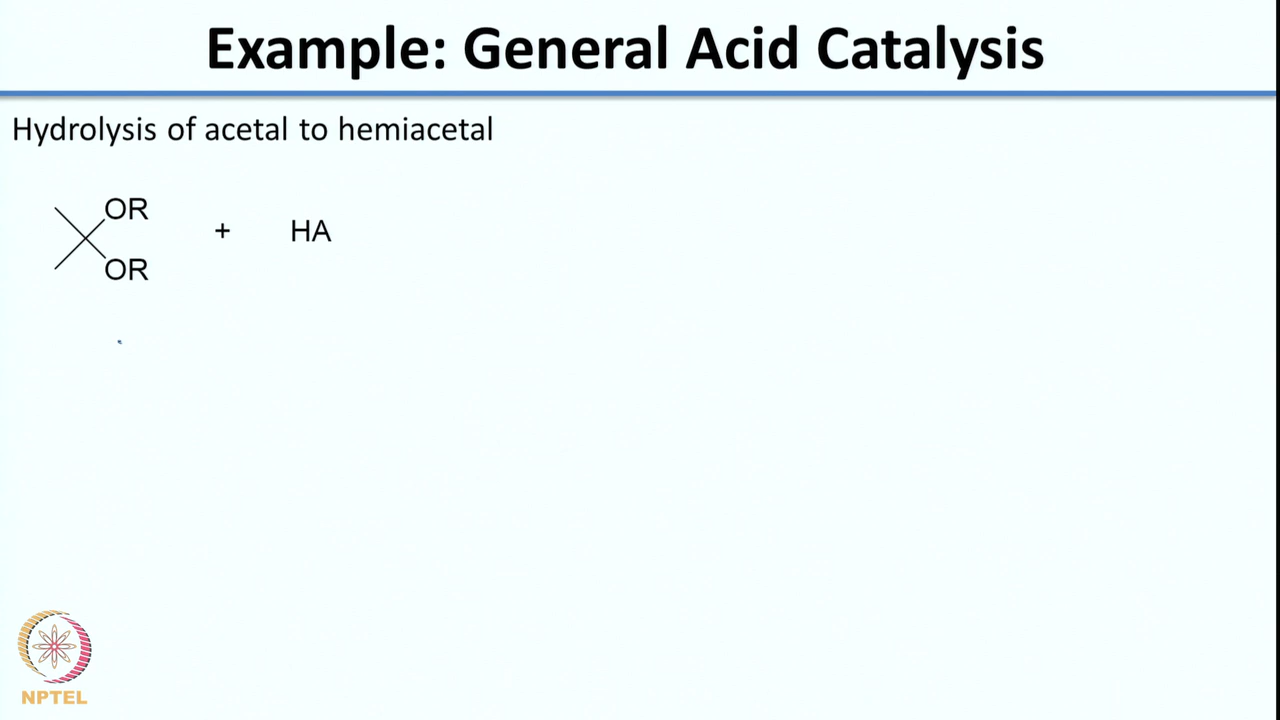 Example: General Acid Catalysis
Hydrolysis of acetal to hemiacetal
OR
+ HA
OR
NPTEL